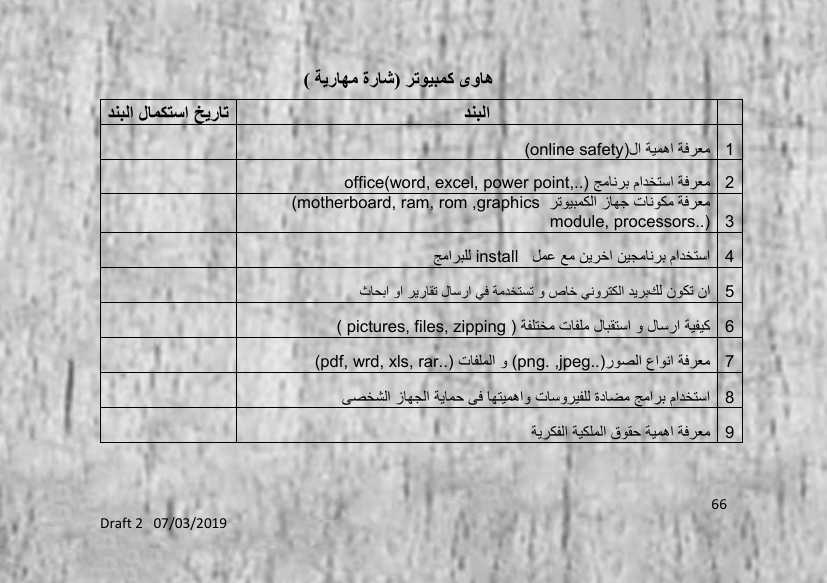 هاوى كمبيوتر (شارة مهارية )
البند	تاريخ استكمال البند
1	معرفة اهمية ال(online safety)
2	معرفة استخدام برنامج office(word, excel, power point,..)
3	معرفة مكونات جهاز الكمبيوتر (motherboard, ram, rom ,graphics
module, processors..)
4	استخدام برنامجين اخرين مع عمل install للبرامج
5	ان تكون لكبريد الكتروني خاص و تستخدمة في ارسال تقارير او ابحاث
6	كيفية ارسال و استقبال ملفات مختلفة ( pictures, files, zipping )
7	معرفة انواع الصور(..png. ,jpeg) و الملفات (..pdf, wrd, xls, rar)
8	استخدام برامج مضادة للفيروسات واهميتها فى حماية الجهاز الشخصى
9	معرفة اهمية حقوق الملكية الفكرية
66
Draft 2 07/03/2019